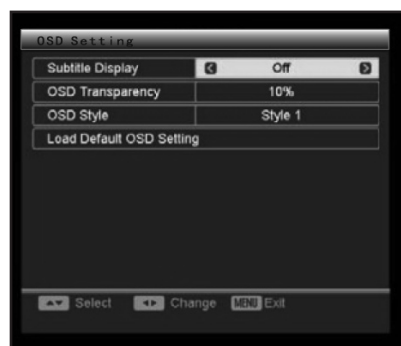 OSD Setting
Subtitle Display Off
OSD Transparency 10%
OSD Style Style 1
Load Default OSD Setting
Select Change MENU Exit